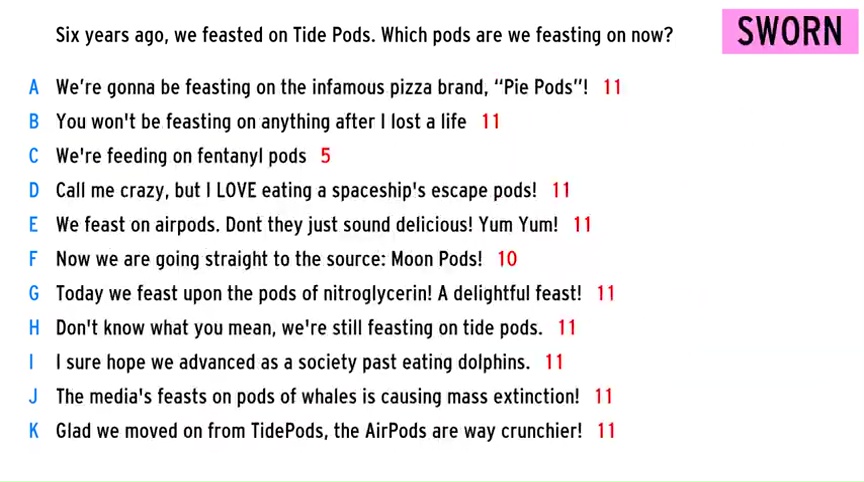 Six years ago, we feasted on Tide Pods. Which pods are we feasting on now?
SWORN
A We're gonna be feasting on the infamous pizza brand, “Pie Pods”! 11
B You won't be feasting on anything after I lost a life 11
C We're feeding on fentanyl pods 5
D Call me crazy, but I LOVE eating a spaceship's escape pods! 11
E We feast on airpods. Dont they just sound delicious! Yum Yum! 11
F Now we are going straight to the source: Moon Pods! 10
G Today we feast upon the pods of nitroglycerin! A delightful feast! 11
H Don't know what you mean, we're still feasting on tide pods. 11
I I sure hope we advanced as a society past eating dolphins. 11
J The media's feasts on pods of whales is causing mass extinction! 11
K Glad we moved on from TidePods, the AirPods are way crunchier! 11